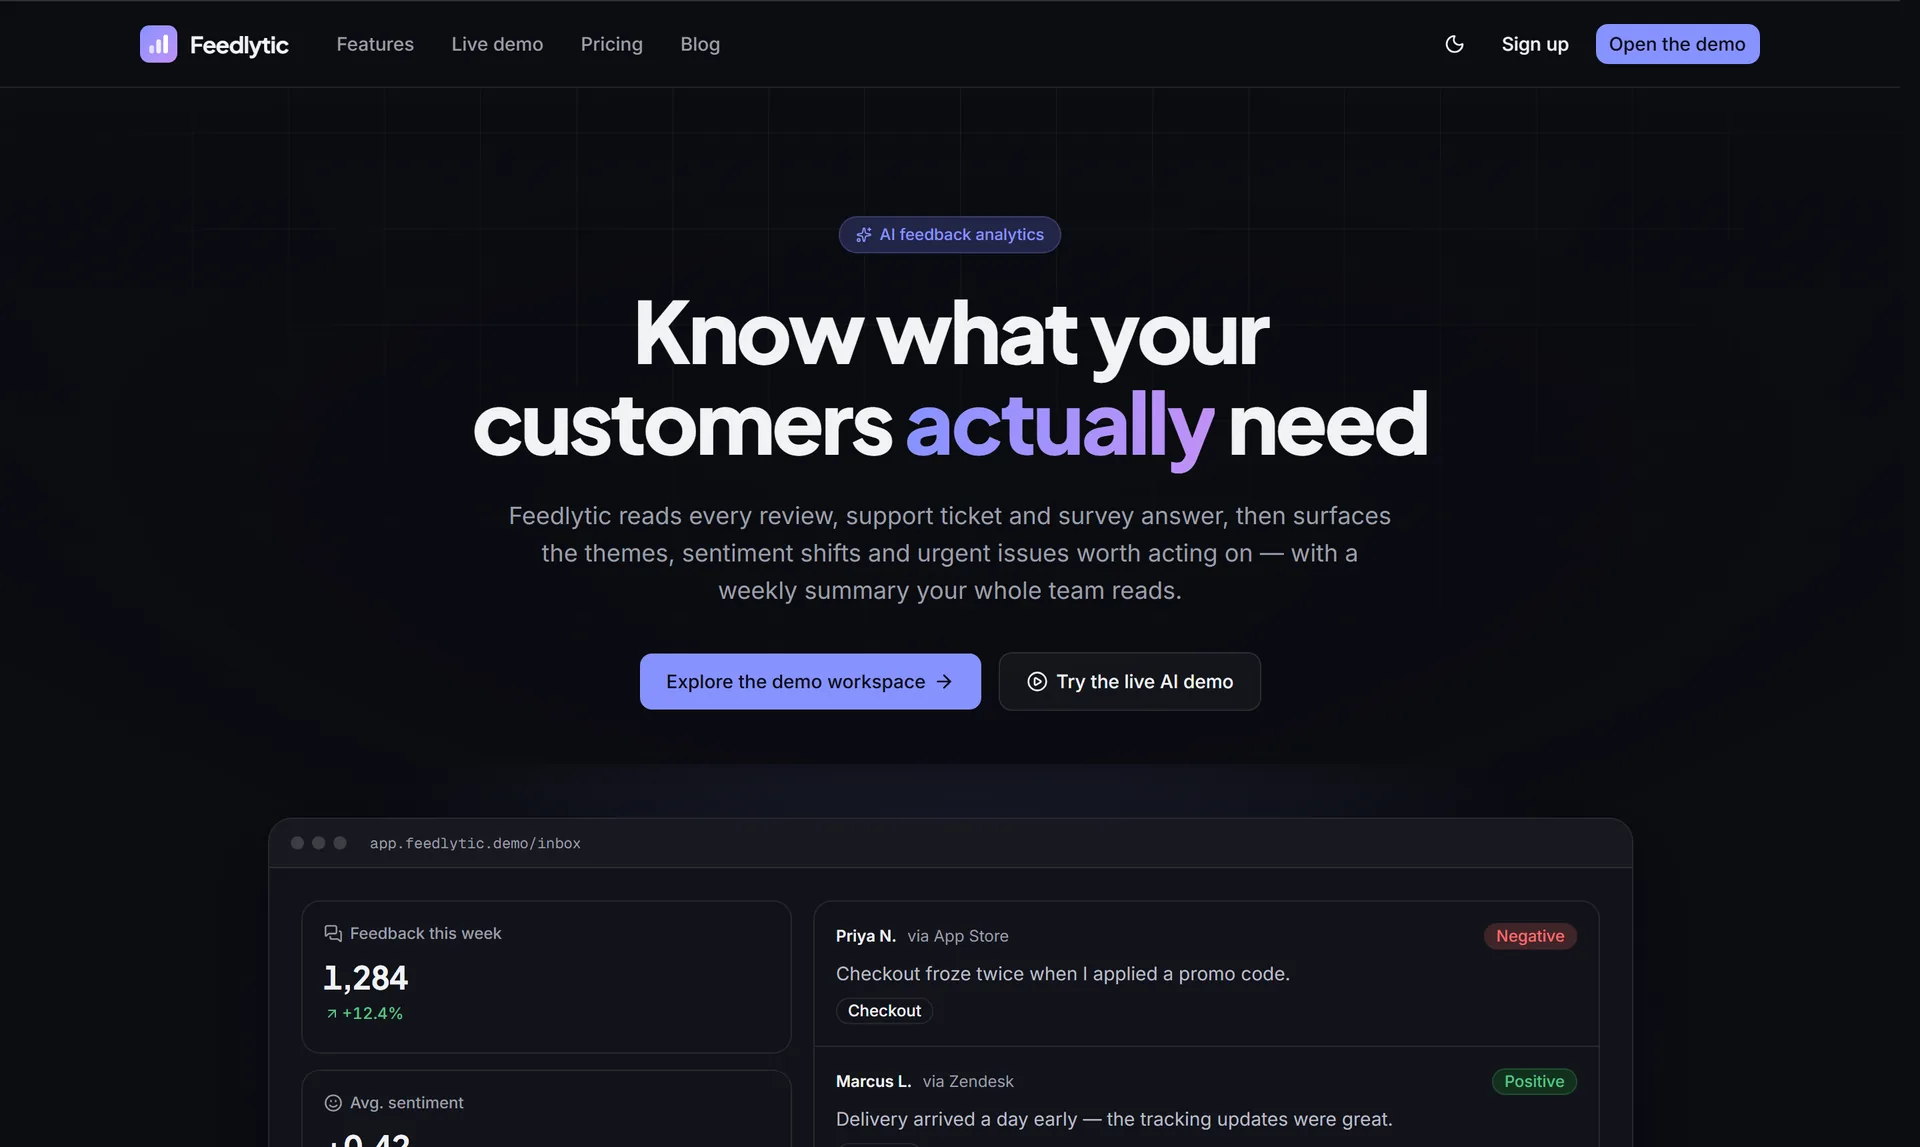 Feedlytic
Features
Live demo
Pricing
Blog
Sign up
Open the demo
AI feedback analytics
Know what your
customers actually need
Feedlytic reads every review, support ticket and survey answer, then surfaces
the themes, sentiment shifts and urgent issues worth acting on — with a
weekly summary your whole team reads.
Explore the demo workspace
Try the live AI demo
app.feedlytic.demo/inbox
Feedback this week
1,284
+12.4%
Avg. sentiment
+0.42
Priya N. via App Store
Negative
Checkout froze twice when I applied a promo code.
Checkout
Marcus L. via Zendesk
Positive
Delivery arrived a day early — the tracking updates were great.